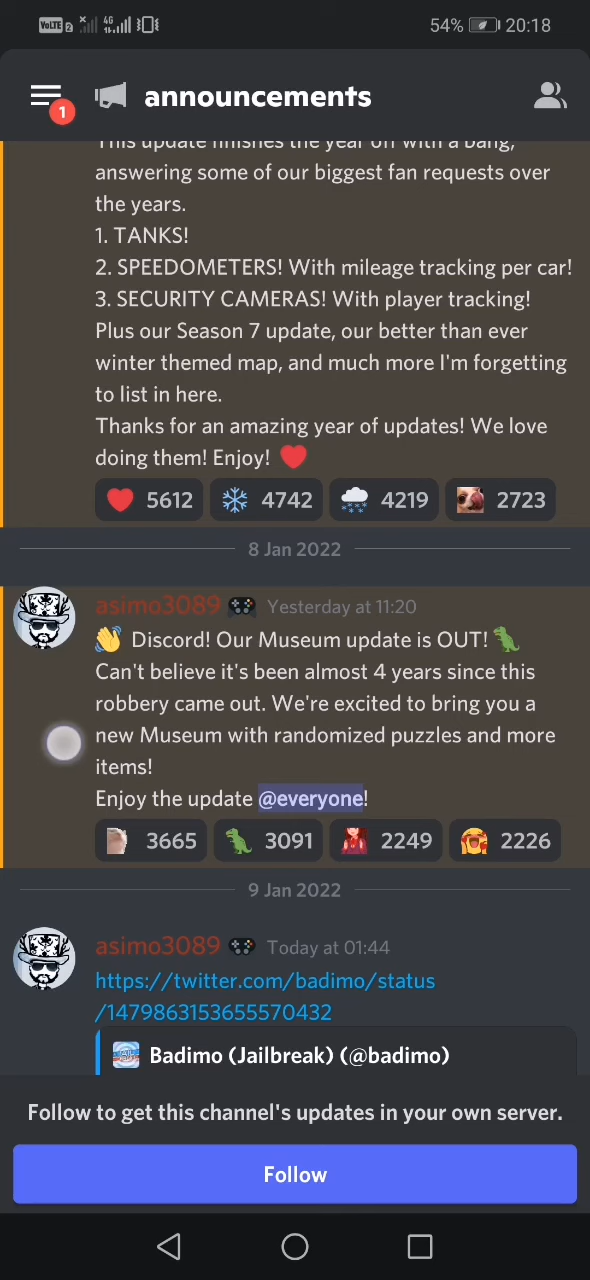 VoLTE 2 4G 54% 20:18
1 announcements
This update finishes the year off with a bang,
answering some of our biggest fan requests over
the years.
1. TANKS!
2. SPEEDOMETERS! With mileage tracking per car!
3. SECURITY CAMERAS! With player tracking!
Plus our Season 7 update, our better than ever
winter themed map, and much more I'm forgetting
to list in here.
Thanks for an amazing year of updates! We love
doing them! Enjoy! ❤️
❤️ 5612 ❄️ 4742 🌨️ 4219 2723
8 Jan 2022
asimo3089 🎮 Yesterday at 11:20
👋 Discord! Our Museum update is OUT! 🦖
Can't believe it's been almost 4 years since this
robbery came out. We're excited to bring you a
new Museum with randomized puzzles and more
items!
Enjoy the update @everyone!
3665 🦖 3091 2249 2226
9 Jan 2022
asimo3089 🎮 Today at 01:44
https://twitter.com/badimo/status
/1479863153655570432
Badimo (Jailbreak) (@badimo)
Follow to get this channel's updates in your own server.
Follow